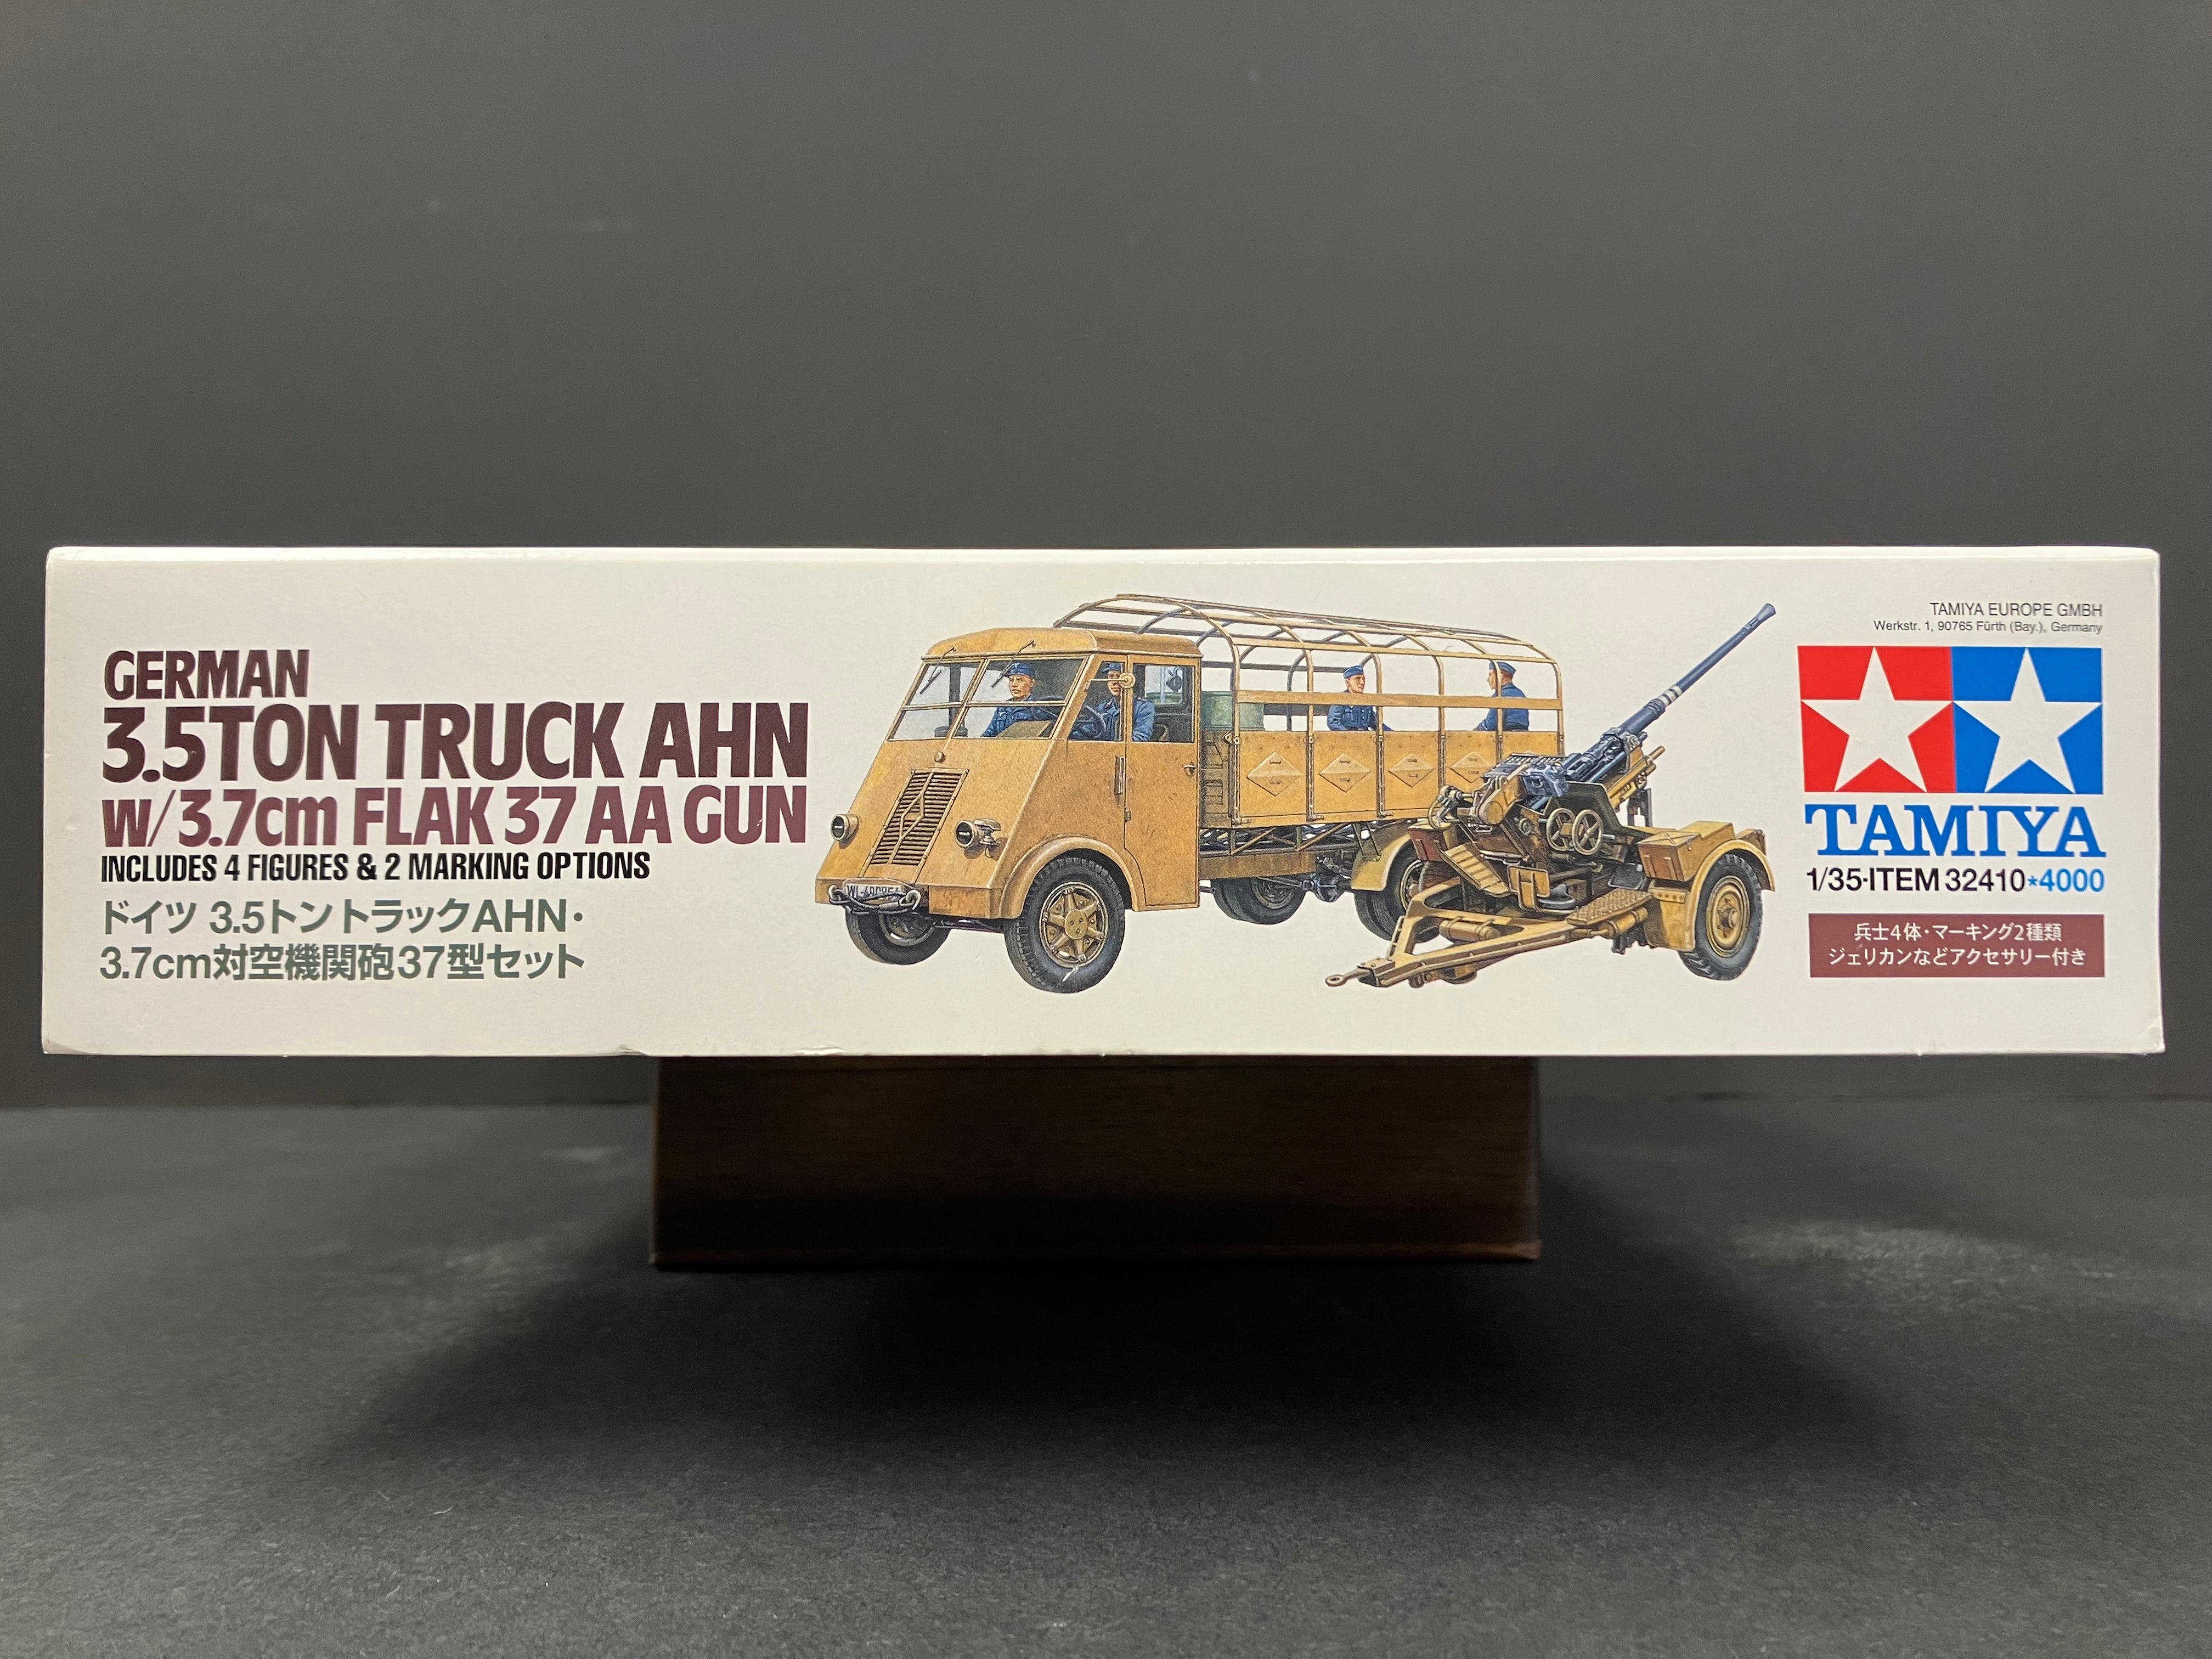 GERMAN
3.5TON TRUCK AHN
w/3.7cm FLAK 37 AA GUN
INCLUDES 4 FIGURES & 2 MARKING OPTIONS
ドイツ 3.5トントラックAHN・
3.7cm対空機関砲37型セット
TAMIYA EUROPE GMBH
Werkstr. 1, 90765 Fürth (Bay.), Germany
TAMIYA
1/35・ITEM 32410★4000
兵士4体・マーキング2種類
ジェリカンなどアクセサリー付き